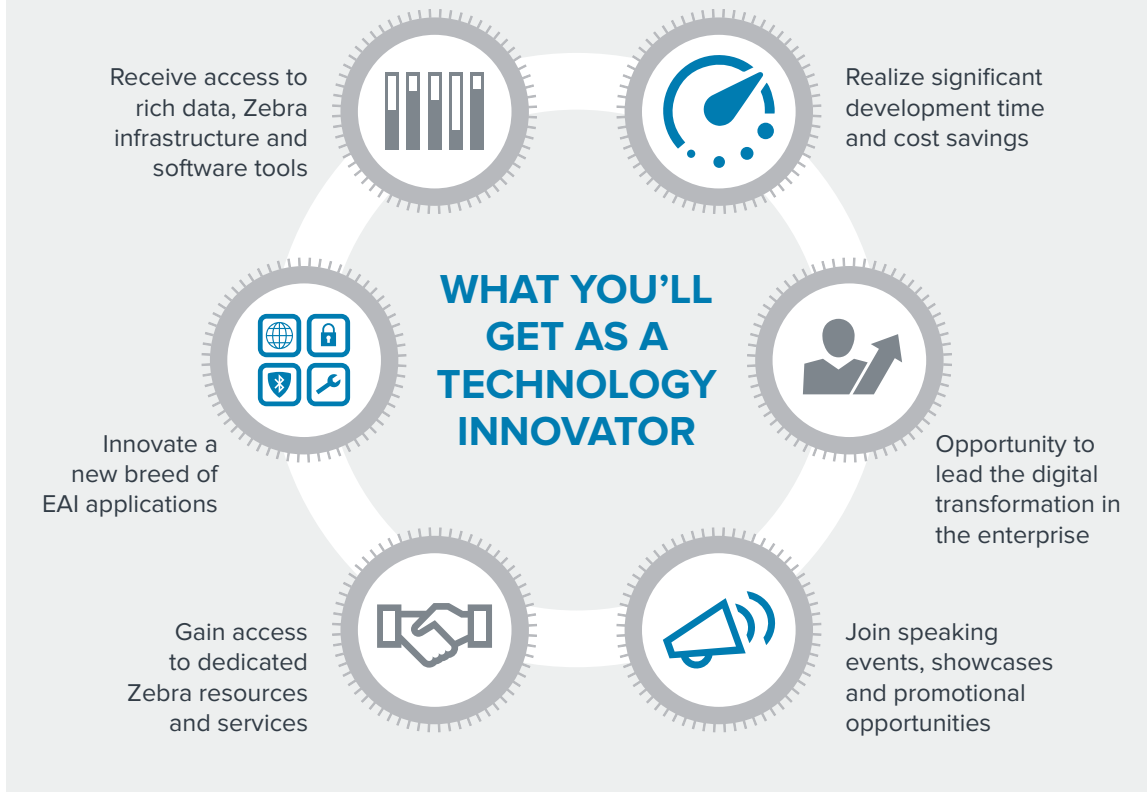 Receive access to
rich data, Zebra
infrastructure and
software tools
Realize significant
development time
and cost savings
WHAT YOU’LL
GET AS A
TECHNOLOGY
INNOVATOR
Innovate a
new breed of
EAI applications
Opportunity to
lead the digital
transformation in
the enterprise
Gain access
to dedicated
Zebra resources
and services
Join speaking
events, showcases
and promotional
opportunities